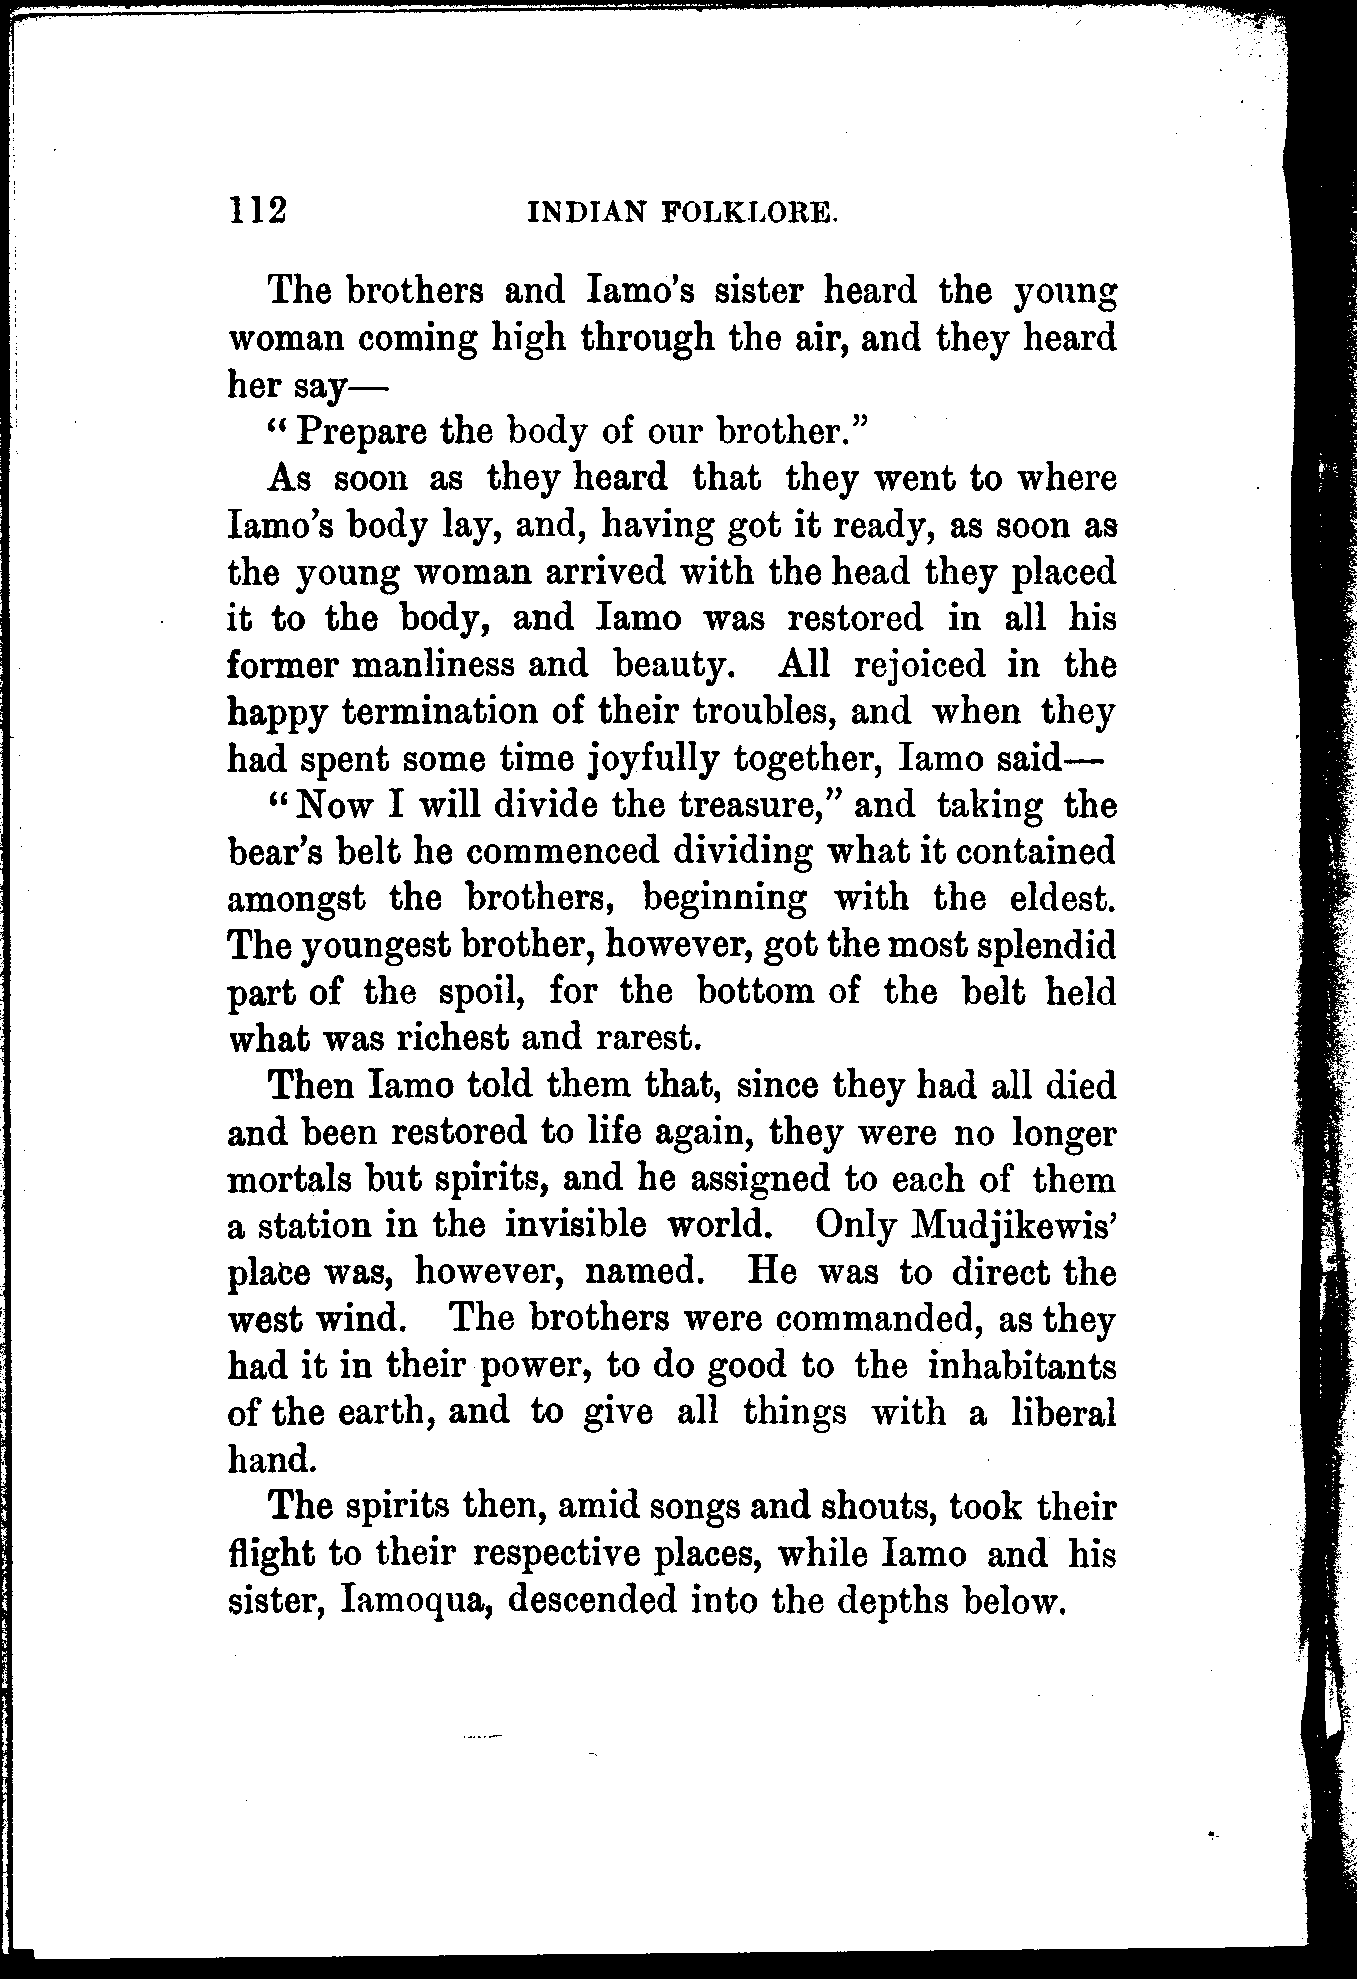 112 INDIAN FOLKLORE.
The brothers and Iamo's sister heard the young
woman coming high through the air, and they heard
her say—
“Prepare the body of our brother.”
As soon as they heard that they went to where
Iamo's body lay, and, having got it ready, as soon as
the young woman arrived with the head they placed
it to the body, and Iamo was restored in all his
former manliness and beauty. All rejoiced in the
happy termination of their troubles, and when they
had spent some time joyfully together, Iamo said—
“Now I will divide the treasure,” and taking the
bear's belt he commenced dividing what it contained
amongst the brothers, beginning with the eldest.
The youngest brother, however, got the most splendid
part of the spoil, for the bottom of the belt held
what was richest and rarest.
Then Iamo told them that, since they had all died
and been restored to life again, they were no longer
mortals but spirits, and he assigned to each of them
a station in the invisible world. Only Mudjikewis'
place was, however, named. He was to direct the
west wind. The brothers were commanded, as they
had it in their power, to do good to the inhabitants
of the earth, and to give all things with a liberal
hand.
The spirits then, amid songs and shouts, took their
flight to their respective places, while Iamo and his
sister, Iamoqua, descended into the depths below.